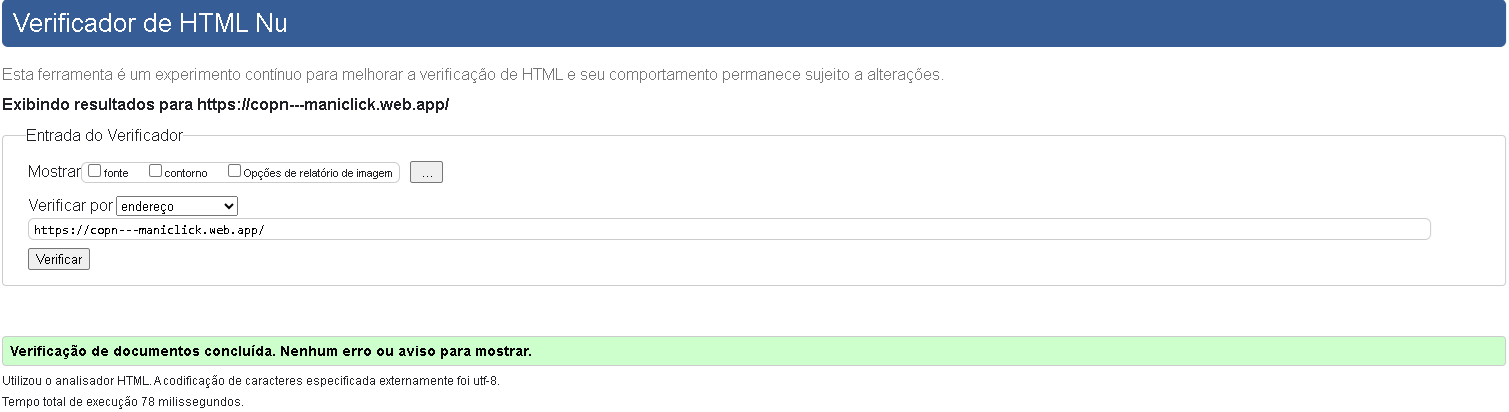 Verificador de HTML Nu
Esta ferramenta é um experimento contínuo para melhorar a verificação de HTML e seu comportamento permanece sujeito a alterações.
Exibindo resultados para https://copn---maniclick.web.app/
Entrada do Verificador
Mostrar fonte contorno Opções de relatório de imagem ...
Verificar por endereço
https://copn---maniclick.web.app/
Verificar
Verificação de documentos concluída. Nenhum erro ou aviso para mostrar.
Utilizou o analisador HTML. A codificação de caracteres especificada externamente foi utf-8.
Tempo total de execução 78 milissegundos.